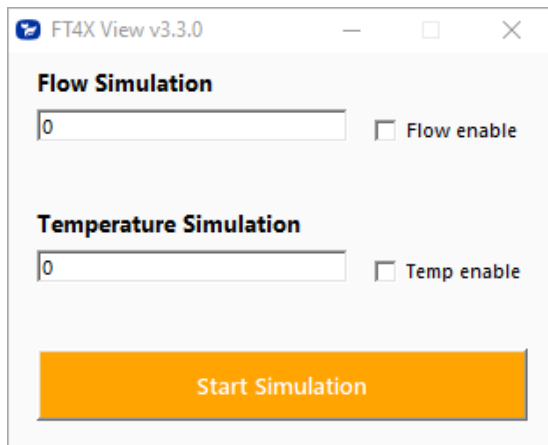 FT4X View v3.3.0
Flow Simulation
0
Flow enable
Temperature Simulation
0
Temp enable
Start Simulation